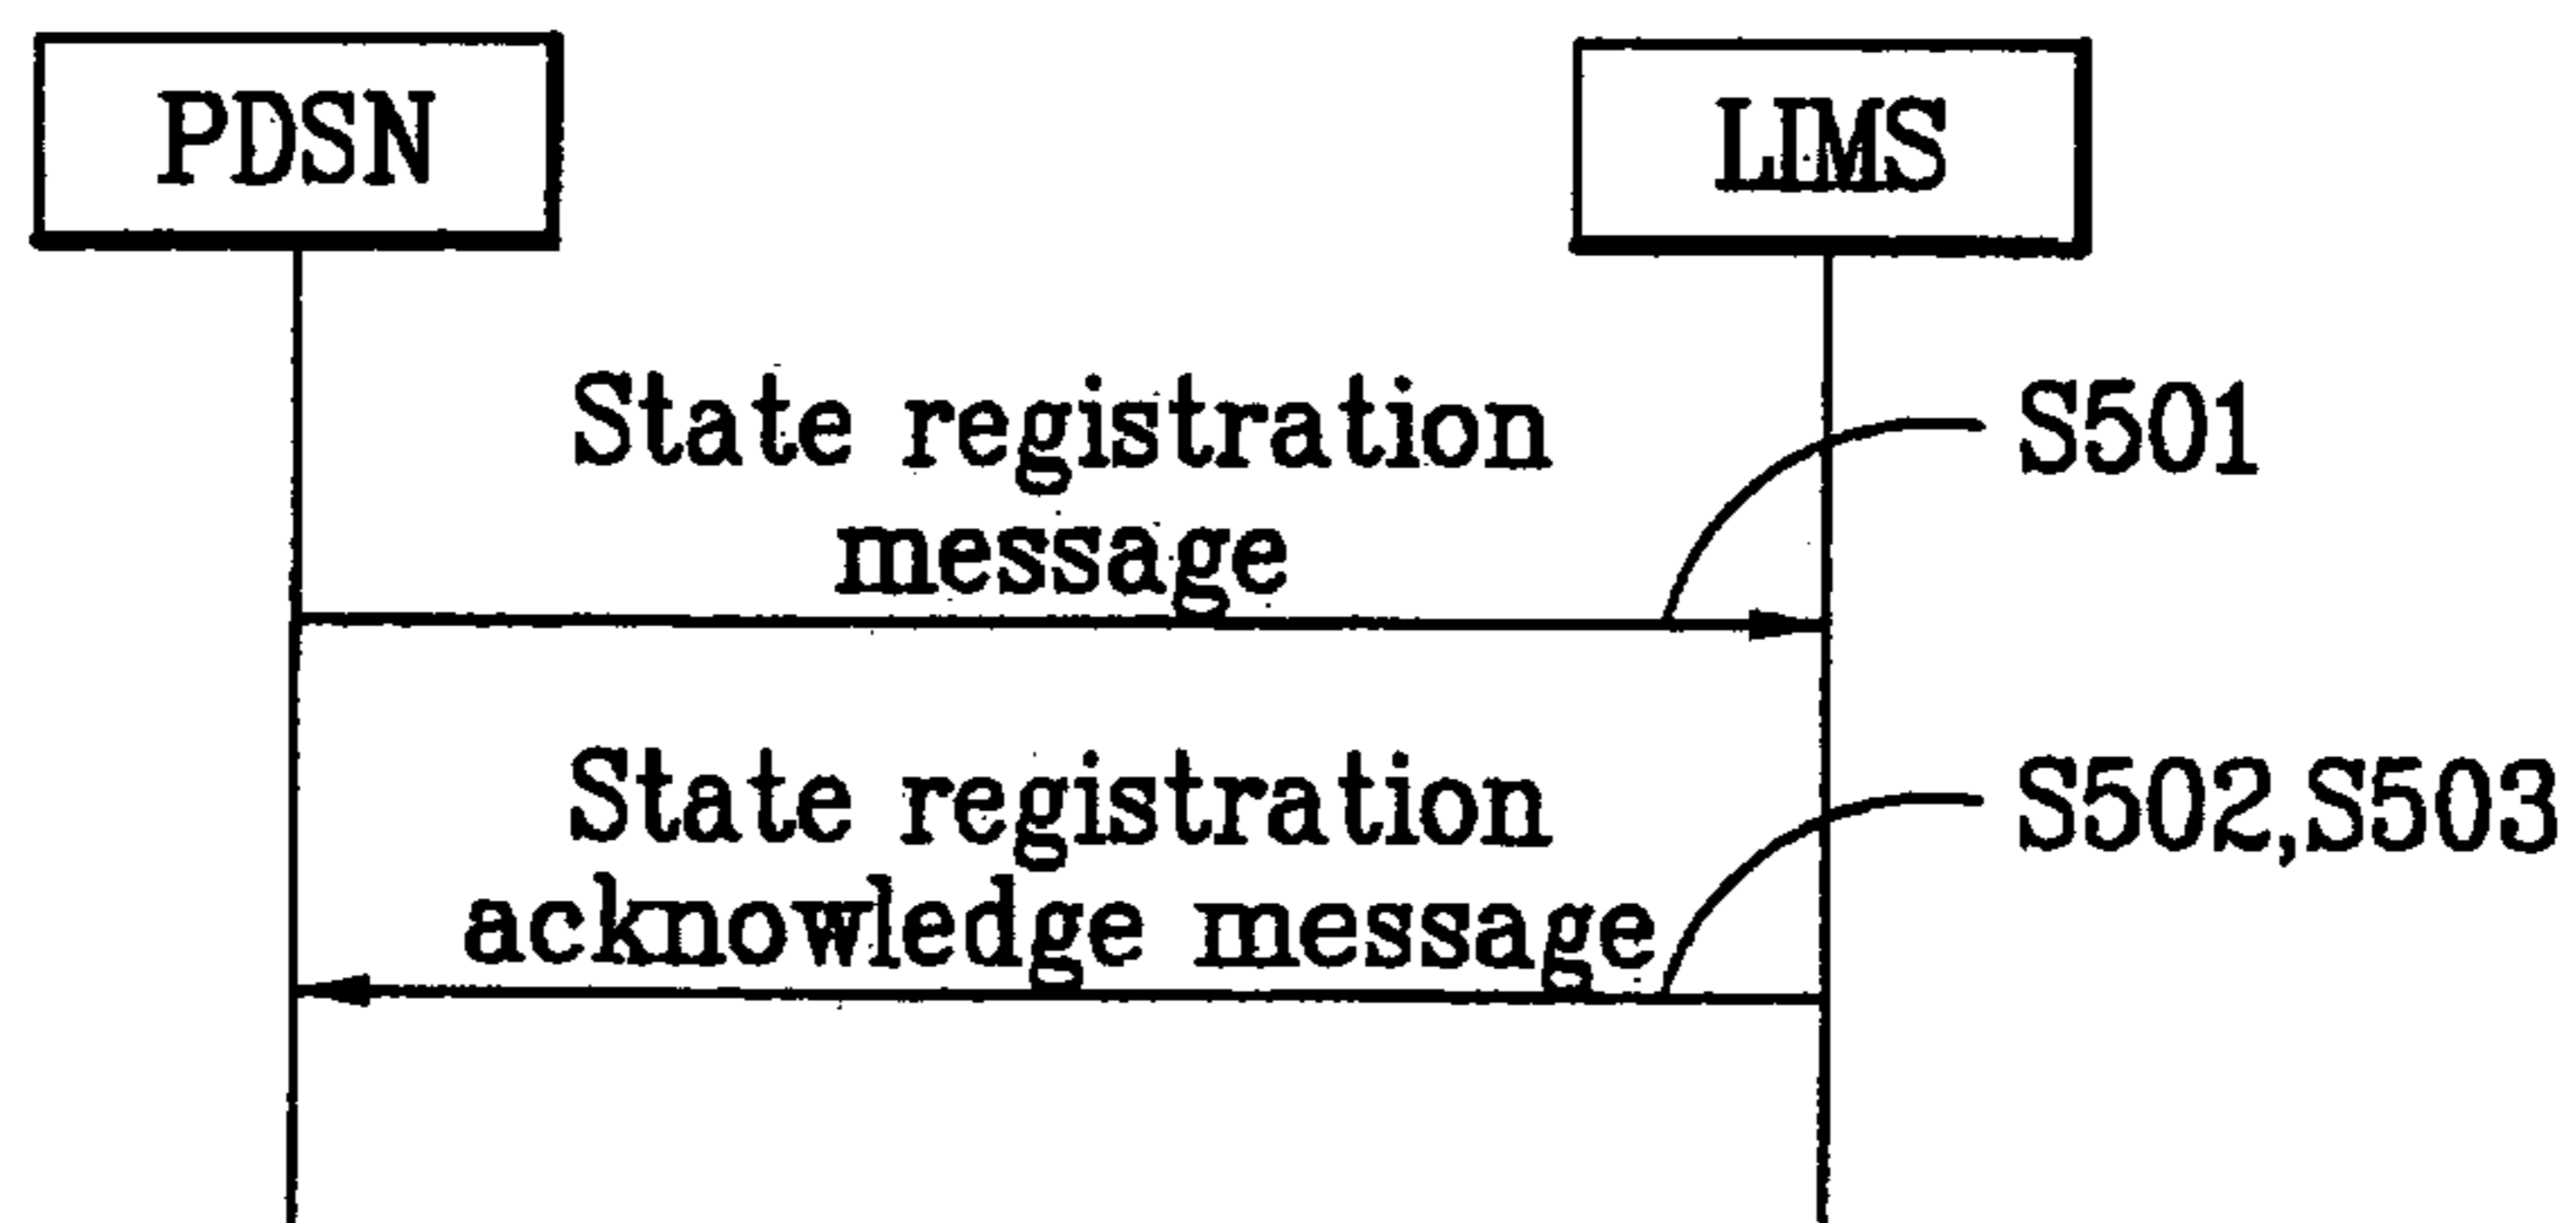 PDSN
LIMS
State registration
message
S501
State registration
acknowledge message
S502,S503